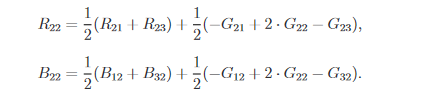 R₂₂ = 1/2(R₂₁ + R₂₃) + 1/2(−G₂₁ + 2 · G₂₂ − G₂₃),
B₂₂ = 1/2(B₁₂ + B₃₂) + 1/2(−G₁₂ + 2 · G₂₂ − G₃₂).